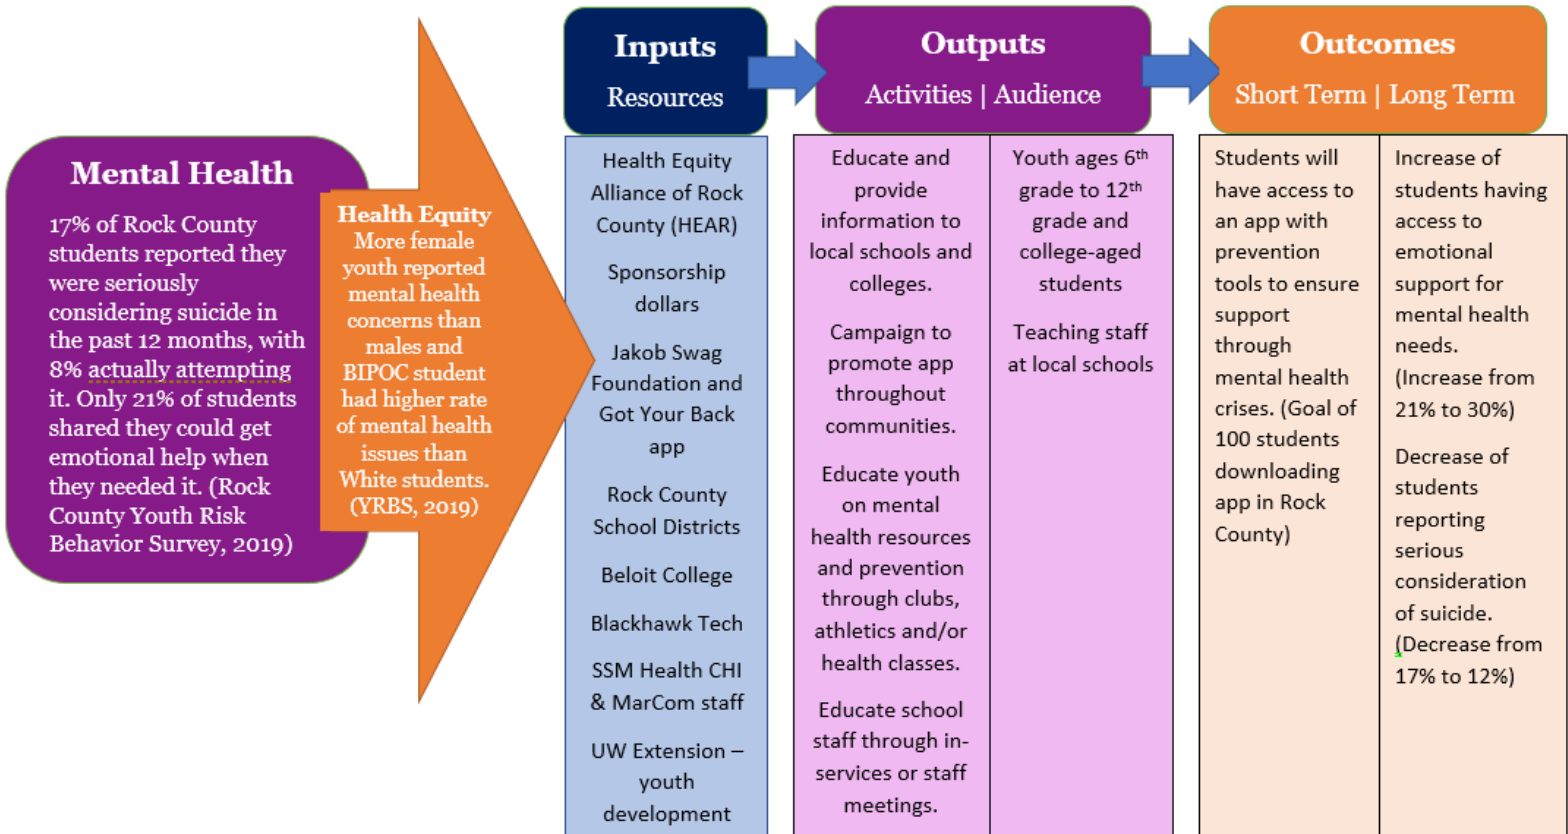 Mental Health
17% of Rock County
students reported they
were seriously
considering suicide in
the past 12 months, with
8% actually attempting
it. Only 21% of students
shared they could get
emotional help when
they needed it. (Rock
County Youth Risk
Behavior Survey, 2019)
Health Equity
More female
youth reported
mental health
concerns than
males and
BIPOC student
had higher rate
of mental health
issues than
White students.
(YRBS, 2019)
Inputs
Resources
Health Equity
Alliance of Rock
County (HEAR)
Sponsorship
dollars
Jakob Swag
Foundation and
Got Your Back
app
Rock County
School Districts
Beloit College
Blackhawk Tech
SSM Health CHI
& MarCom staff
UW Extension –
youth
development
Outputs
Activities | Audience
Educate and
provide
information to
local schools and
colleges.
Campaign to
promote app
throughout
communities.
Educate youth
on mental
health resources
and prevention
through clubs,
athletics and/or
health classes.
Educate school
staff through in-
services or staff
meetings.
Youth ages 6th
grade to 12th
grade and
college-aged
students
Teaching staff
at local schools
Outcomes
Short Term | Long Term
Students will
have access to
an app with
prevention
tools to ensure
support
through
mental health
crises. (Goal of
100 students
downloading
app in Rock
County)
Increase of
students having
access to
emotional
support for
mental health
needs.
(Increase from
21% to 30%)
Decrease of
students
reporting
serious
consideration
of suicide.
(Decrease from
17% to 12%)